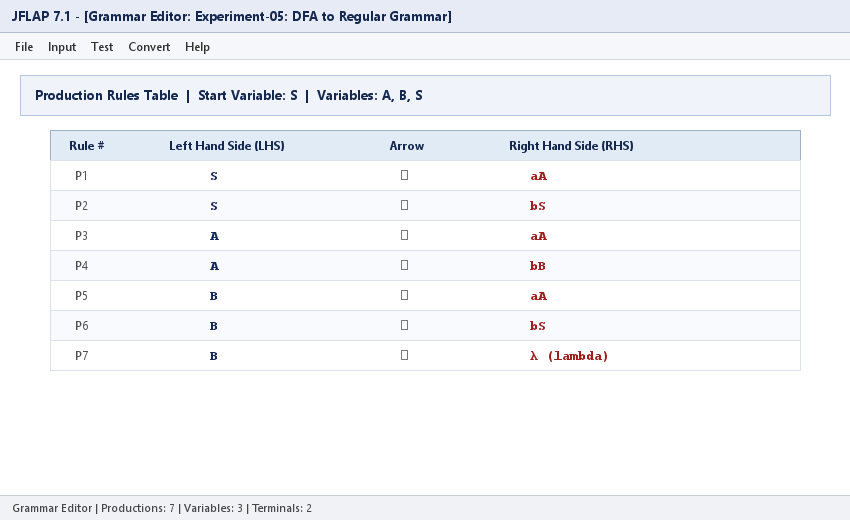 JFLAP 7.1 - [Grammar Editor: Experiment-05: DFA to Regular Grammar]
File Input Test Convert Help
Production Rules Table | Start Variable: S | Variables: A, B, S
Rule # Left Hand Side (LHS) Arrow Right Hand Side (RHS)
P1 S □ aA
P2 S □ bS
P3 A □ aA
P4 A □ bB
P5 B □ aA
P6 B □ bS
P7 B □ λ (lambda)
Grammar Editor | Productions: 7 | Variables: 3 | Terminals: 2